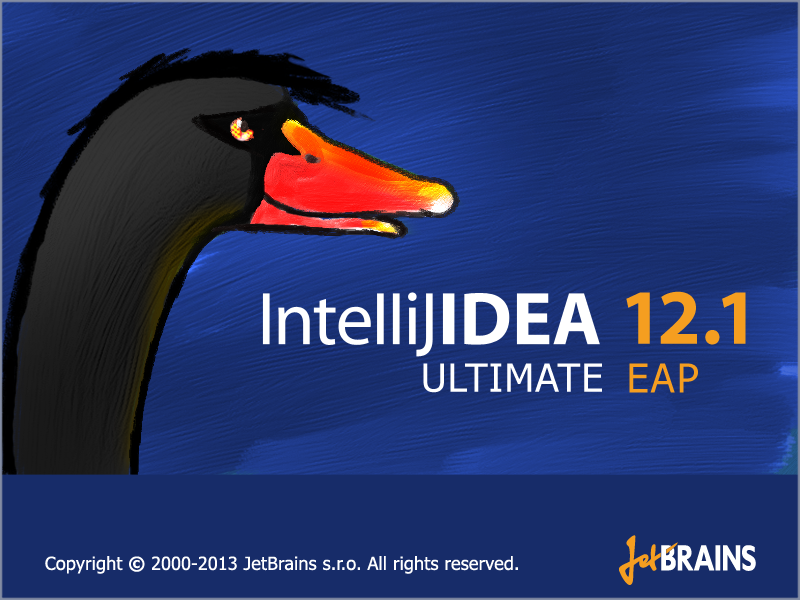 IntelliJIDEA 12.1
ULTIMATE EAP
Copyright © 2000-2013 JetBrains s.r.o. All rights reserved.
JetBRAINS